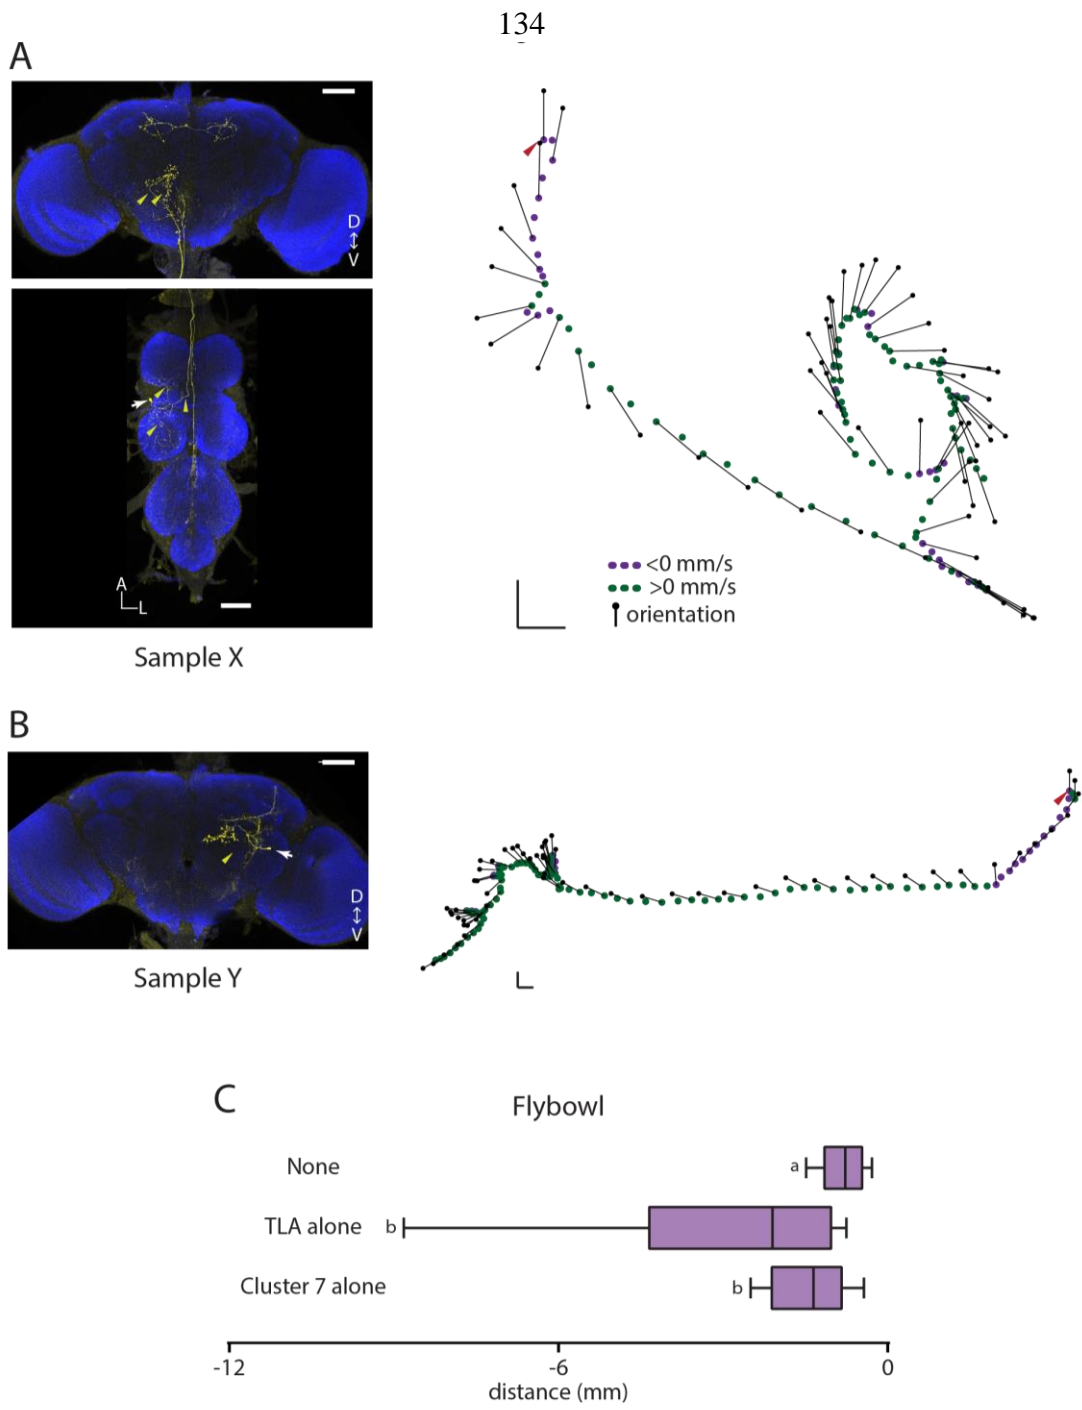 134
A
D
V
A
L
Sample X
<0 mm/s
>0 mm/s
orientation
B
D
V
Sample Y
C
Flybowl
None
a
TLA alone
b
Cluster 7 alone
b
-12
-6
0
distance (mm)